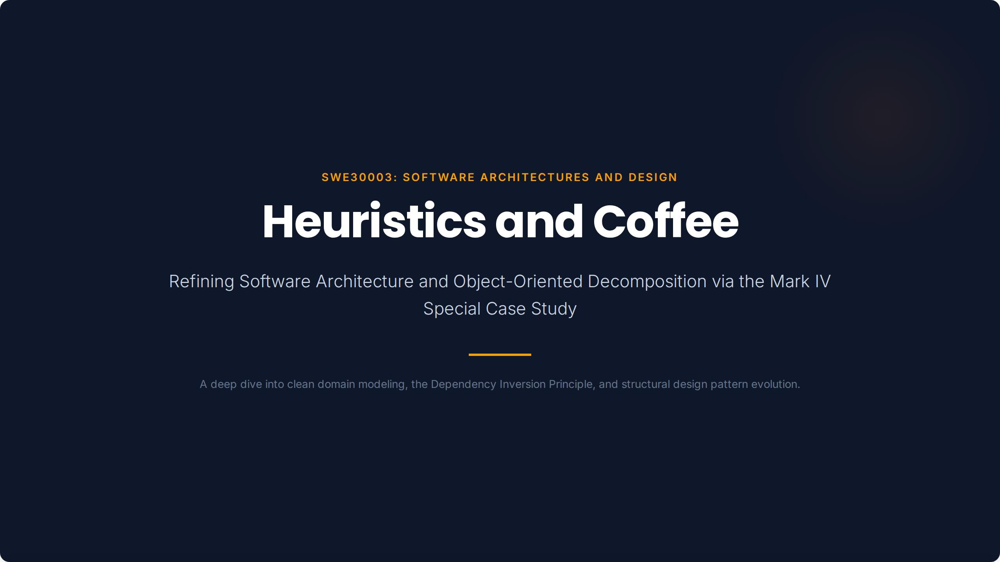 SWE30003: SOFTWARE ARCHITECTURES AND DESIGN
Heuristics and Coffee
Refining Software Architecture and Object-Oriented Decomposition via the Mark IV
Special Case Study
A deep dive into clean domain modeling, the Dependency Inversion Principle, and structural design pattern evolution.